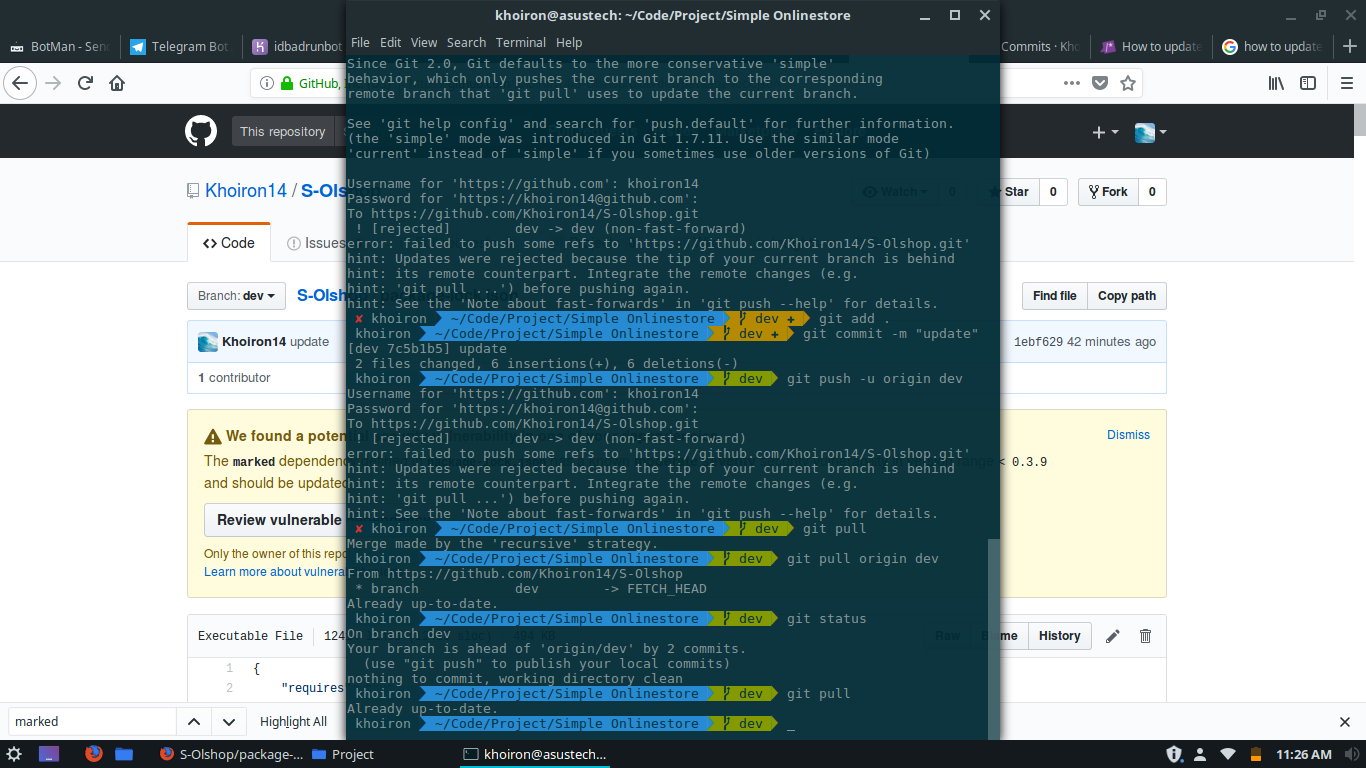 khoiron@asustech: ~/Code/Project/Simple Onlinestore
BotMan - Sen
Telegram Bot
idbadrunbot
Commits · Kho
How to update
how to update
File Edit View Search Terminal Help
GitHub,
This repository
Khoiron14 / S-Ols
Watch 0
Star 0
Fork 0
Code
Issues
Branch: dev
S-Olsh
Find file
Copy path
Khoiron14 update
1ebf629 42 minutes ago
1 contributor
We found a potential
Dismiss
The marked dependenc
< 0.3.9
and should be updated
Review vulnerable
Only the owner of this repo
Learn more about vulnera
Executable File
124
494 KB
Raw
History
1 {
2 "requires
marked
Highlight All
Since Git 2.0, Git defaults to the more conservative 'simple'
behavior, which only pushes the current branch to the corresponding
remote branch that 'git pull' uses to update the current branch.
See 'git help config' and search for 'push.default' for further information.
(the 'simple' mode was introduced in Git 1.7.11. Use the similar mode
'current' instead of 'simple' if you sometimes use older versions of Git)
Username for 'https://github.com': khoiron14
Password for 'https://khoiron14@github.com':
To https://github.com/Khoiron14/S-Olshop.git
! [rejected] dev -> dev (non-fast-forward)
error: failed to push some refs to 'https://github.com/Khoiron14/S-Olshop.git'
hint: Updates were rejected because the tip of your current branch is behind
hint: its remote counterpart. Integrate the remote changes (e.g.
hint: 'git pull ...') before pushing again.
hint: See the 'Note about fast-forwards' in 'git push --help' for details.
✘ khoiron ~/Code/Project/Simple Onlinestore dev + git add .
khoiron ~/Code/Project/Simple Onlinestore dev + git commit -m "update"
[dev 7c5b1b5] update
2 files changed, 6 insertions(+), 6 deletions(-)
khoiron ~/Code/Project/Simple Onlinestore dev git push -u origin dev
Username for 'https://github.com': khoiron14
Password for 'https://khoiron14@github.com':
To https://github.com/Khoiron14/S-Olshop.git
! [rejected] dev -> dev (non-fast-forward)
error: failed to push some refs to 'https://github.com/Khoiron14/S-Olshop.git'
hint: Updates were rejected because the tip of your current branch is behind
hint: its remote counterpart. Integrate the remote changes (e.g.
hint: 'git pull ...') before pushing again.
hint: See the 'Note about fast-forwards' in 'git push --help' for details.
✘ khoiron ~/Code/Project/Simple Onlinestore dev git pull
Merge made by the 'recursive' strategy.
khoiron ~/Code/Project/Simple Onlinestore dev git pull origin dev
From https://github.com/Khoiron14/S-Olshop
* branch dev -> FETCH_HEAD
Already up-to-date.
khoiron ~/Code/Project/Simple Onlinestore dev git status
On branch dev
Your branch is ahead of 'origin/dev' by 2 commits.
(use "git push" to publish your local commits)
nothing to commit, working directory clean
khoiron ~/Code/Project/Simple Onlinestore dev git pull
Already up-to-date.
khoiron ~/Code/Project/Simple Onlinestore dev _
S-Olshop/package-...
Project
khoiron@asustech...
11:26 AM